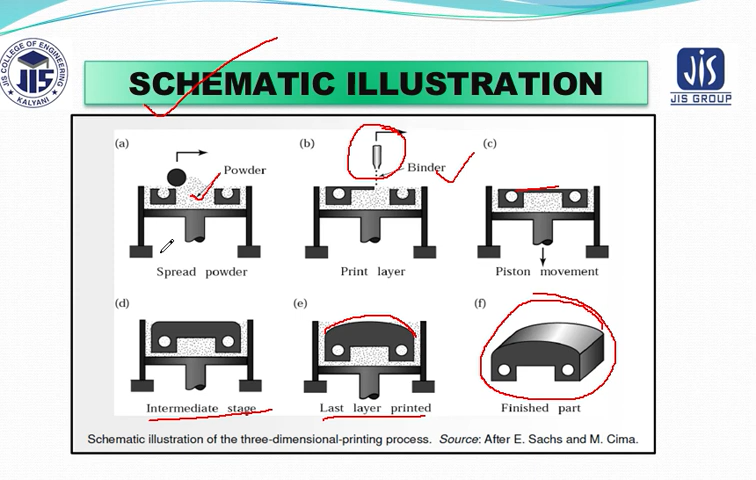 JIS COLLEGE OF ENGINEERING
JIS
KALYANI
SCHEMATIC ILLUSTRATION
JIS
JIS GROUP
(a)
Powder
Spread powder
(b)
Binder
Print layer
(c)
Piston movement
(d)
Intermediate stage
(e)
Last layer printed
(f)
Finished part
Schematic illustration of the three-dimensional-printing process. Source: After E. Sachs and M. Cima.